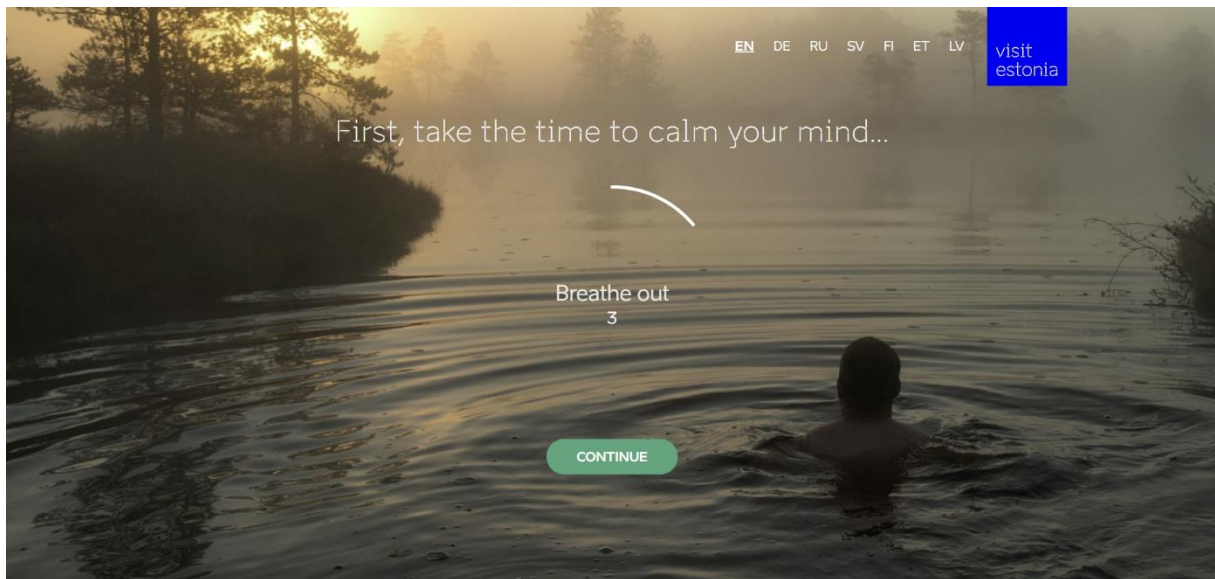 EN DE RU SV FI ET LV
visit
estonia
First, take the time to calm your mind...
Breathe out
3
CONTINUE